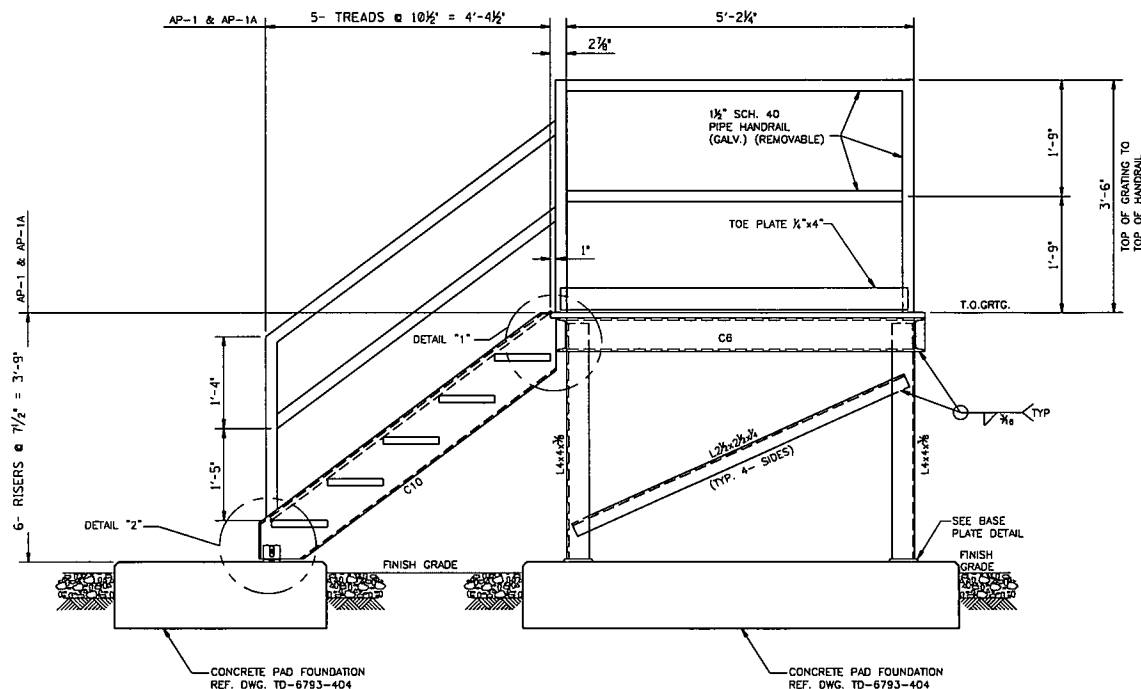 AP-1 & AP-1A
5- TREADS @ 10½" = 4'-4½"
5'-2¼"
2⅞"
1½" SCH. 40
PIPE HANDRAIL
(GALV.) (REMOVABLE)
1'-9"
3'-6"
TOP OF GRATING TO
TOP OF HANDRAIL
TOE PLATE ¼"x4"
1'-9"
1"
AP-1 & AP-1A
T.O.GRTG.
DETAIL "1"
C6
6- RISERS @ 7½" = 3'-9"
1'-4"
TYP
L2½x2½x¼
(TYP. 4- SIDES)
L4x4x⅜
L4x4x⅜
C10
1'-5"
DETAIL "2"
SEE BASE
PLATE DETAIL
FINISH GRADE
FINISH
GRADE
CONCRETE PAD FOUNDATION
REF. DWG. TD-6793-404
CONCRETE PAD FOUNDATION
REF. DWG. TD-6793-404